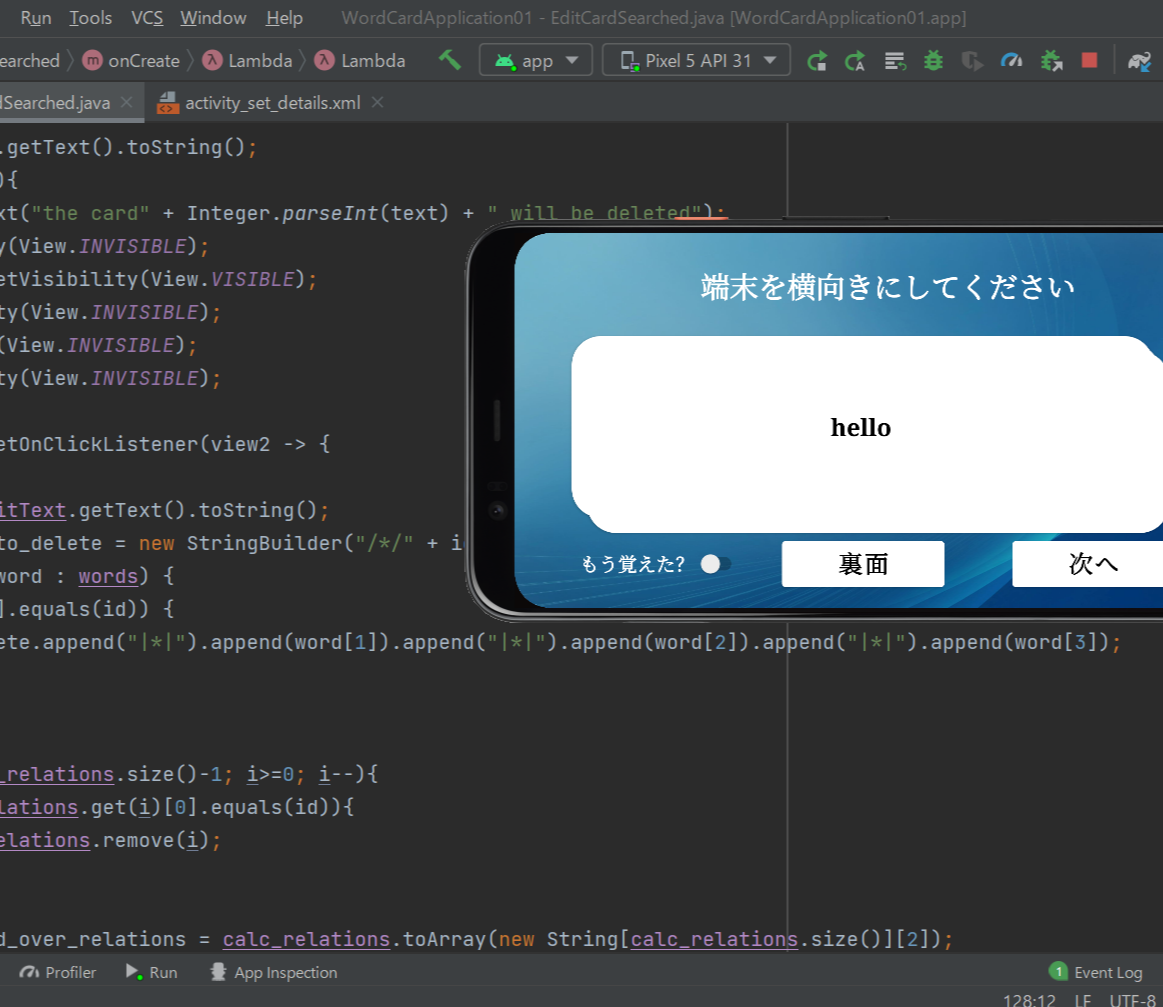 Run Tools VCS Window Help WordCardApplication01 - EditCardSearched.java [WordCardApplication01.app]
earched onCreate Lambda Lambda app Pixel 5 API 31
dSearched.java activity_set_details.xml
.getText().toString();
){
xt("the card" + Integer.parseInt(text) + " will be deleted");
y(View.INVISIBLE);
etVisibility(View.VISIBLE);
ty(View.INVISIBLE);
(View.INVISIBLE);
ty(View.INVISIBLE);
etOnClickListener(view2 -> {
itText.getText().toString();
to_delete = new StringBuilder("/*/" + i
word : words) {
].equals(id)) {
ete.append("|*|").append(word[1]).append("|*|").append(word[2]).append("|*|").append(word[3]);
_relations.size()-1; i>=0; i--){
lations.get(i)[0].equals(id)){
elations.remove(i);
d_over_relations = calc_relations.toArray(new String[calc_relations.size()][2]);
端末を横向きにしてください
hello
もう覚えた? 裏面 次へ
Profiler Run App Inspection 1 Event Log
128:12 LF UTF-8